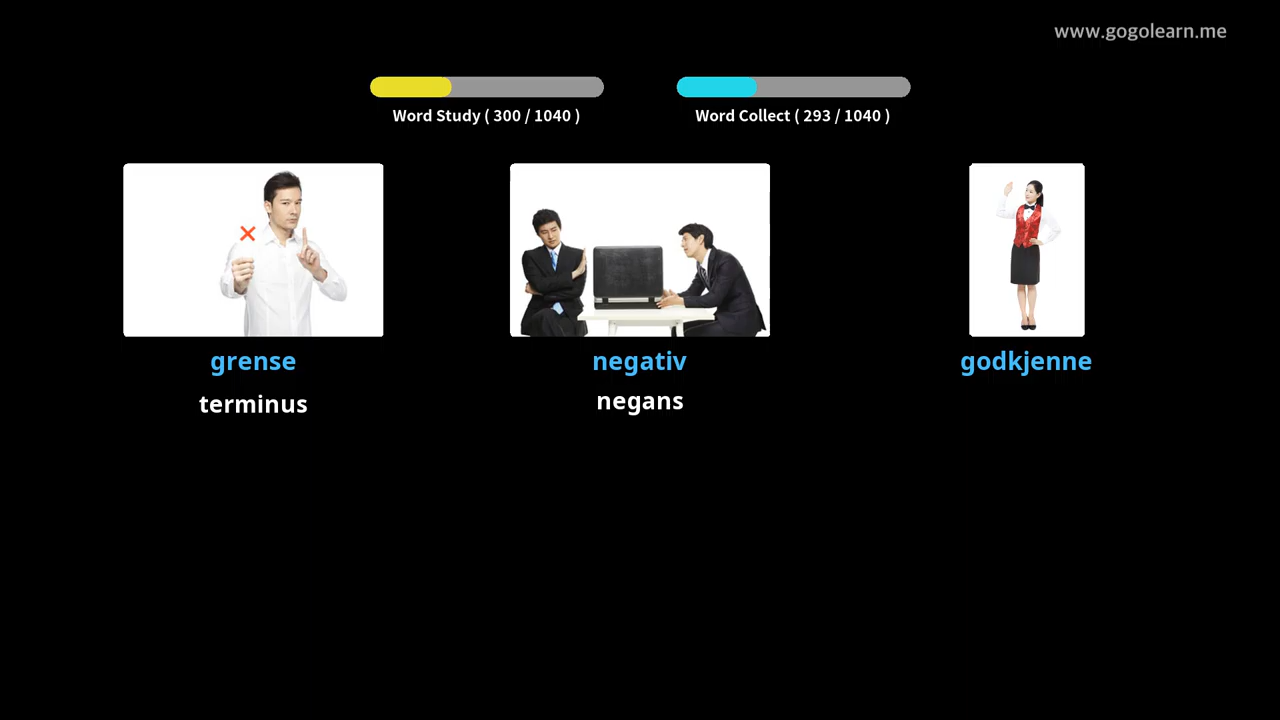 www.gogolearn.me
Word Study ( 300 / 1040 )
Word Collect ( 293 / 1040 )
grense
negativ
godkjenne
terminus
negans